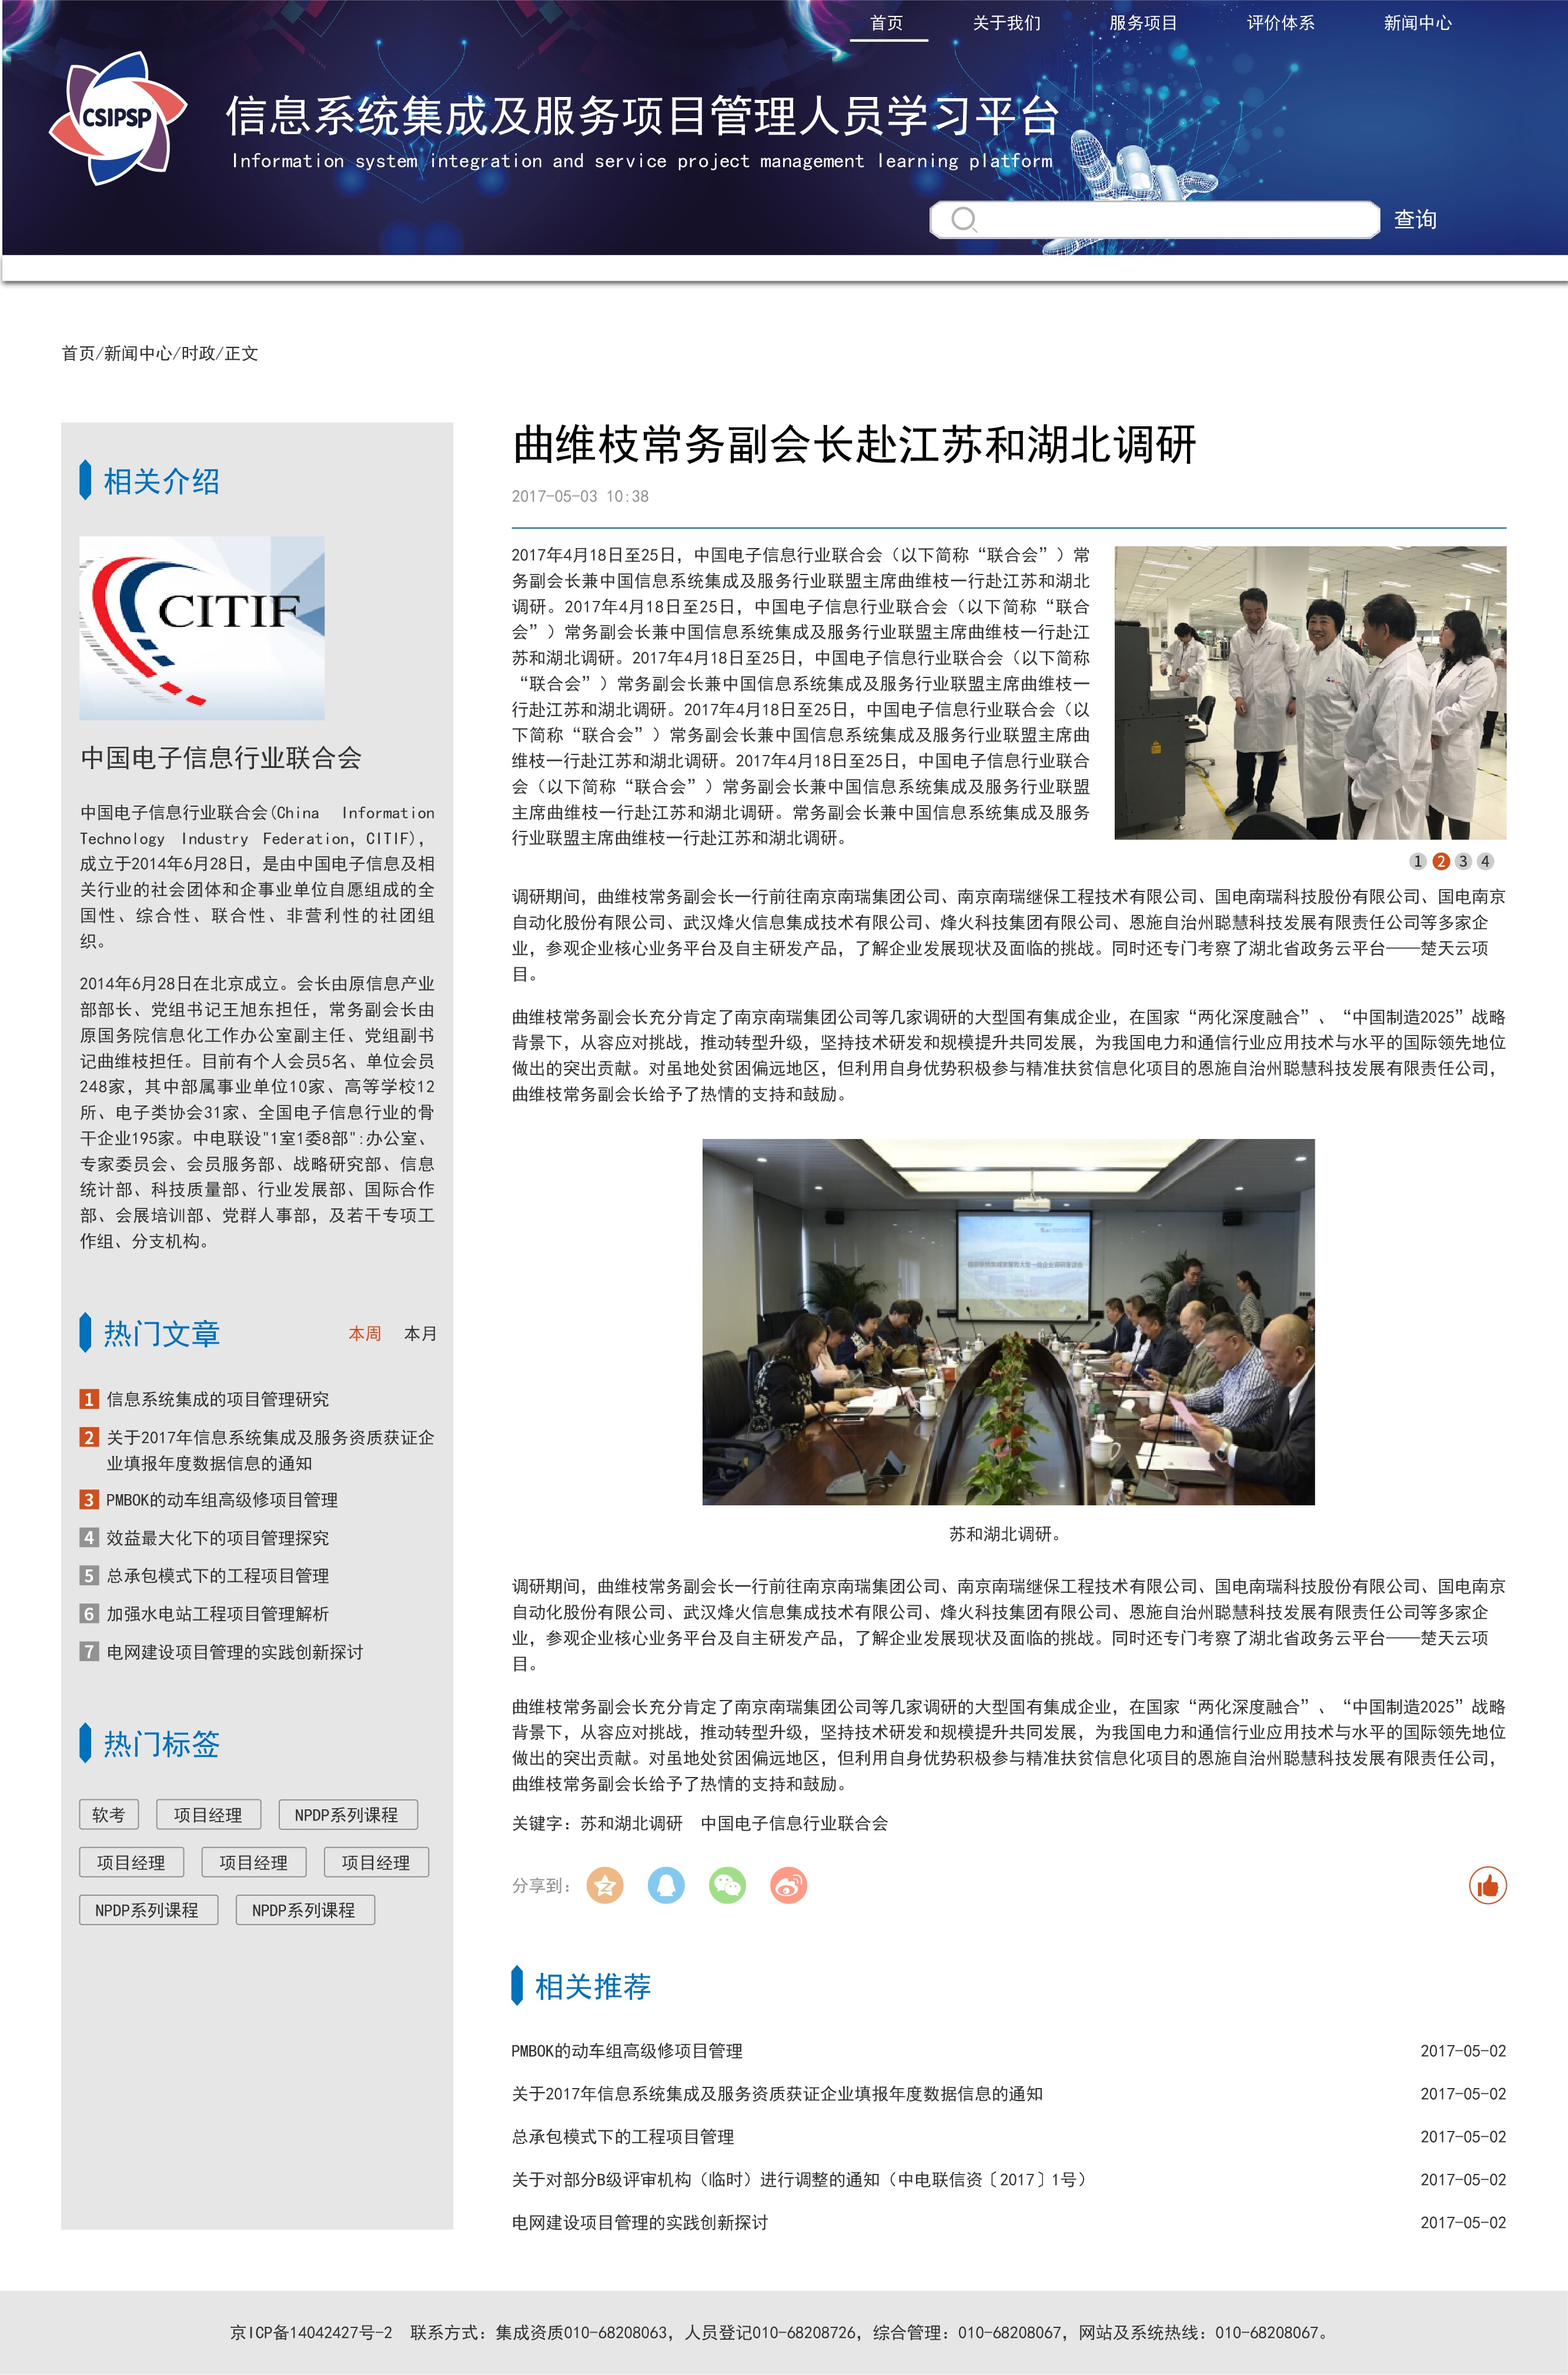 首页
关于我们
服务项目
评价体系
新闻中心
CSIPSP
信息系统集成及服务项目管理人员学习平台
Information system integration and service project management learning platform
查询
首页/新闻中心/时政/正文
相关介绍
CITIF
中国电子信息行业联合会
中国电子信息行业联合会(China Information
Technology Industry Federation, CITIF),
成立于2014年6月28日，是由中国电子信息及相
关行业的社会团体和企事业单位自愿组成的全
国性、综合性、联合性、非营利性的社团组
织。
2014年6月28日在北京成立。会长由原信息产业
部部长、党组书记王旭东担任，常务副会长由
原国务院信息化工作办公室副主任、党组副书
记曲维枝担任。目前有个人会员5名、单位会员
248家，其中部属事业单位10家、高等学校12
所、电子类协会31家、全国电子信息行业的骨
干企业195家。中电联设"1室1委8部":办公室、
专家委员会、会员服务部、战略研究部、信息
统计部、科技质量部、行业发展部、国际合作
部、会展培训部、党群人事部，及若干专项工
作组、分支机构。
热门文章
本周
本月
1 信息系统集成的项目管理研究
2 关于2017年信息系统集成及服务资质获证企
业填报年度数据信息的通知
3 PMBOK的动车组高级修项目管理
4 效益最大化下的项目管理探究
5 总承包模式下的工程项目管理
6 加强水电站工程项目管理解析
7 电网建设项目管理的实践创新探讨
热门标签
软考
项目经理
NPDP系列课程
项目经理
项目经理
项目经理
NPDP系列课程
NPDP系列课程
曲维枝常务副会长赴江苏和湖北调研
2017-05-03 10:38
2017年4月18日至25日，中国电子信息行业联合会（以下简称“联合会”）常
务副会长兼中国信息系统集成及服务行业联盟主席曲维枝一行赴江苏和湖北
调研。2017年4月18日至25日，中国电子信息行业联合会（以下简称“联合
会”）常务副会长兼中国信息系统集成及服务行业联盟主席曲维枝一行赴江
苏和湖北调研。2017年4月18日至25日，中国电子信息行业联合会（以下简称
“联合会”）常务副会长兼中国信息系统集成及服务行业联盟主席曲维枝一
行赴江苏和湖北调研。2017年4月18日至25日，中国电子信息行业联合会（以
下简称“联合会”）常务副会长兼中国信息系统集成及服务行业联盟主席曲
维枝一行赴江苏和湖北调研。2017年4月18日至25日，中国电子信息行业联合
会（以下简称“联合会”）常务副会长兼中国信息系统集成及服务行业联盟
主席曲维枝一行赴江苏和湖北调研。常务副会长兼中国信息系统集成及服务
行业联盟主席曲维枝一行赴江苏和湖北调研。
1 2 3 4
调研期间，曲维枝常务副会长一行前往南京南瑞集团公司、南京南瑞继保工程技术有限公司、国电南瑞科技股份有限公司、国电南京
自动化股份有限公司、武汉烽火信息集成技术有限公司、烽火科技集团有限公司、恩施自治州聪慧科技发展有限责任公司等多家企
业，参观企业核心业务平台及自主研发产品，了解企业发展现状及面临的挑战。同时还专门考察了湖北省政务云平台——楚天云项
目。
曲维枝常务副会长充分肯定了南京南瑞集团公司等几家调研的大型国有集成企业，在国家“两化深度融合”、“中国制造2025”战略
背景下，从容应对挑战，推动转型升级，坚持技术研发和规模提升共同发展，为我国电力和通信行业应用技术与水平的国际领先地位
做出的突出贡献。对虽地处贫困偏远地区，但利用自身优势积极参与精准扶贫信息化项目的恩施自治州聪慧科技发展有限责任公司，
曲维枝常务副会长给予了热情的支持和鼓励。
苏和湖北调研。
调研期间，曲维枝常务副会长一行前往南京南瑞集团公司、南京南瑞继保工程技术有限公司、国电南瑞科技股份有限公司、国电南京
自动化股份有限公司、武汉烽火信息集成技术有限公司、烽火科技集团有限公司、恩施自治州聪慧科技发展有限责任公司等多家企
业，参观企业核心业务平台及自主研发产品，了解企业发展现状及面临的挑战。同时还专门考察了湖北省政务云平台——楚天云项
目。
曲维枝常务副会长充分肯定了南京南瑞集团公司等几家调研的大型国有集成企业，在国家“两化深度融合”、“中国制造2025”战略
背景下，从容应对挑战，推动转型升级，坚持技术研发和规模提升共同发展，为我国电力和通信行业应用技术与水平的国际领先地位
做出的突出贡献。对虽地处贫困偏远地区，但利用自身优势积极参与精准扶贫信息化项目的恩施自治州聪慧科技发展有限责任公司，
曲维枝常务副会长给予了热情的支持和鼓励。
关键字：苏和湖北调研 中国电子信息行业联合会
分享到：
相关推荐
PMBOK的动车组高级修项目管理 2017-05-02
关于2017年信息系统集成及服务资质获证企业填报年度数据信息的通知 2017-05-02
总承包模式下的工程项目管理 2017-05-02
关于对部分B级评审机构（临时）进行调整的通知（中电联信资〔2017〕1号） 2017-05-02
电网建设项目管理的实践创新探讨 2017-05-02
京ICP备14042427号-2 联系方式：集成资质010-68208063，人员登记010-68208726，综合管理：010-68208067，网站及系统热线：010-68208067。